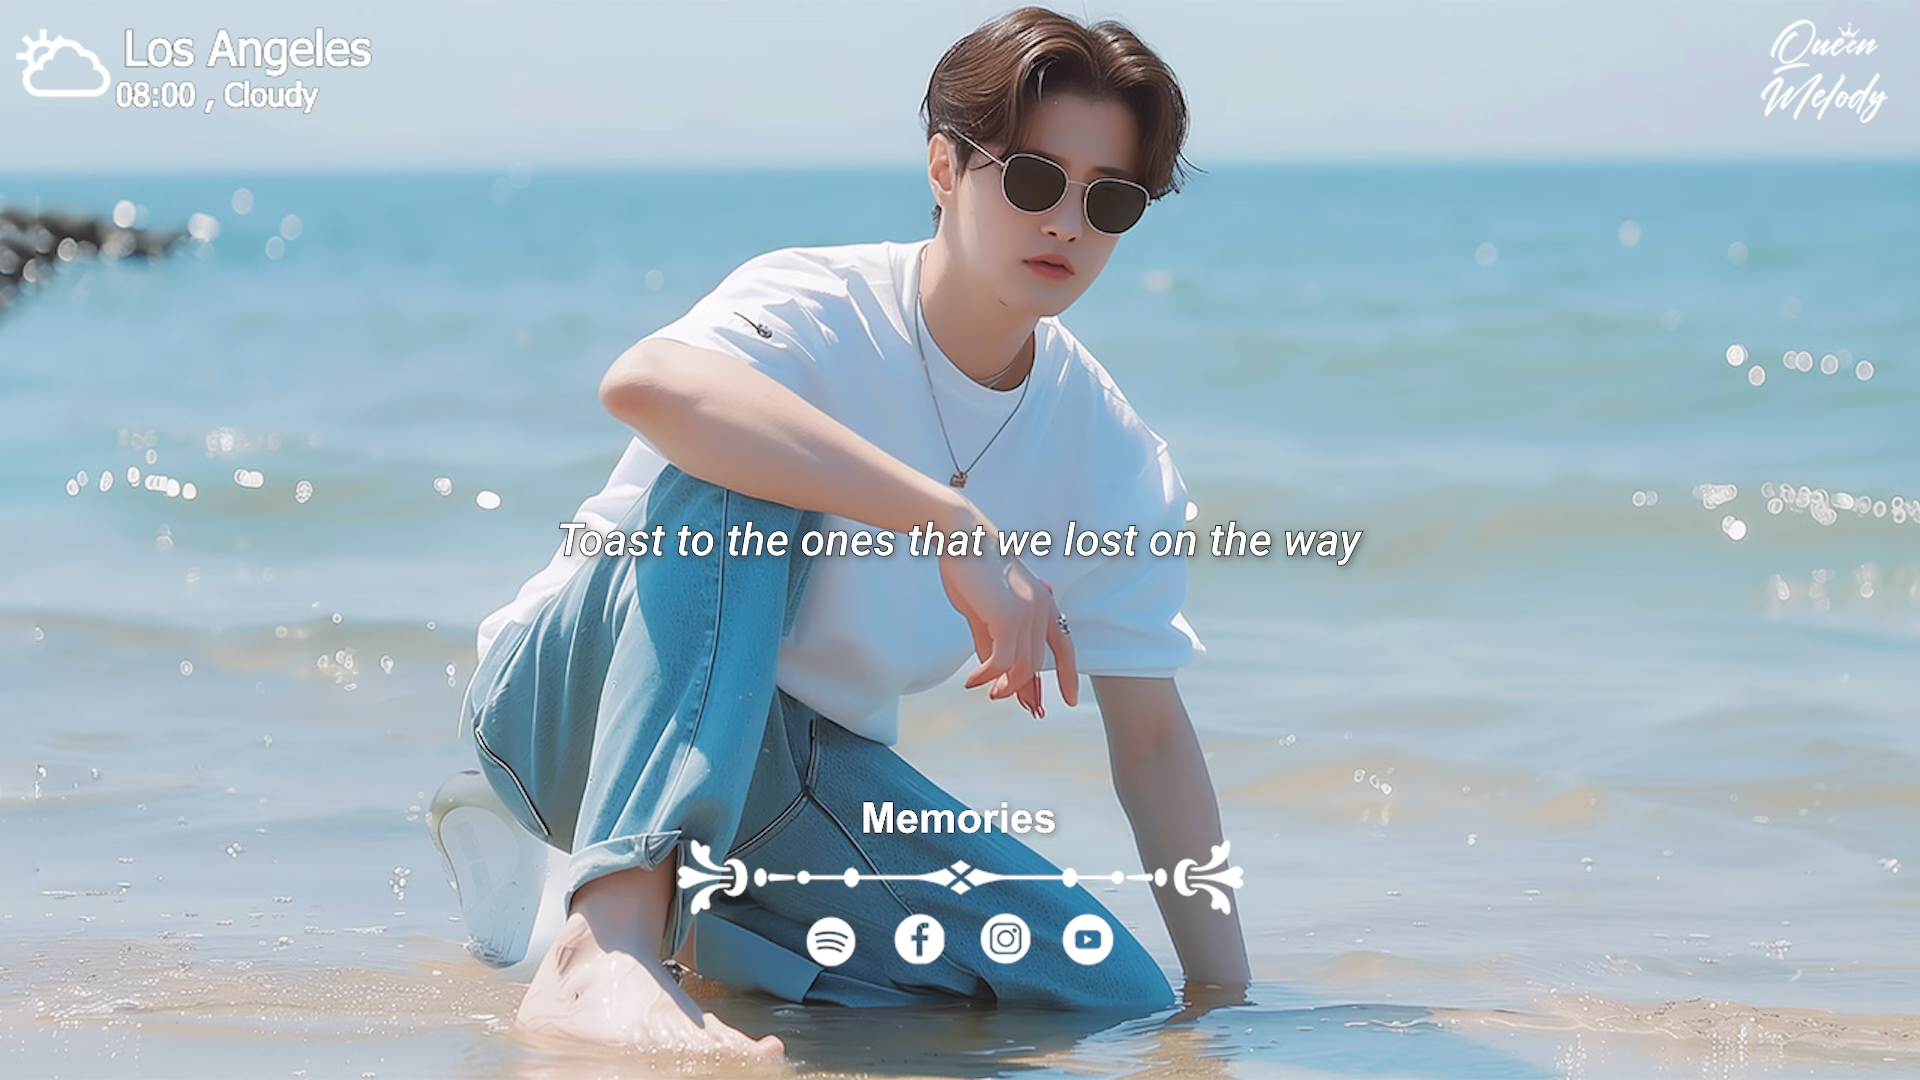 Los Angeles
08:00 , Cloudy
Queen
Melody
Toast to the ones that we lost on the way
Memories